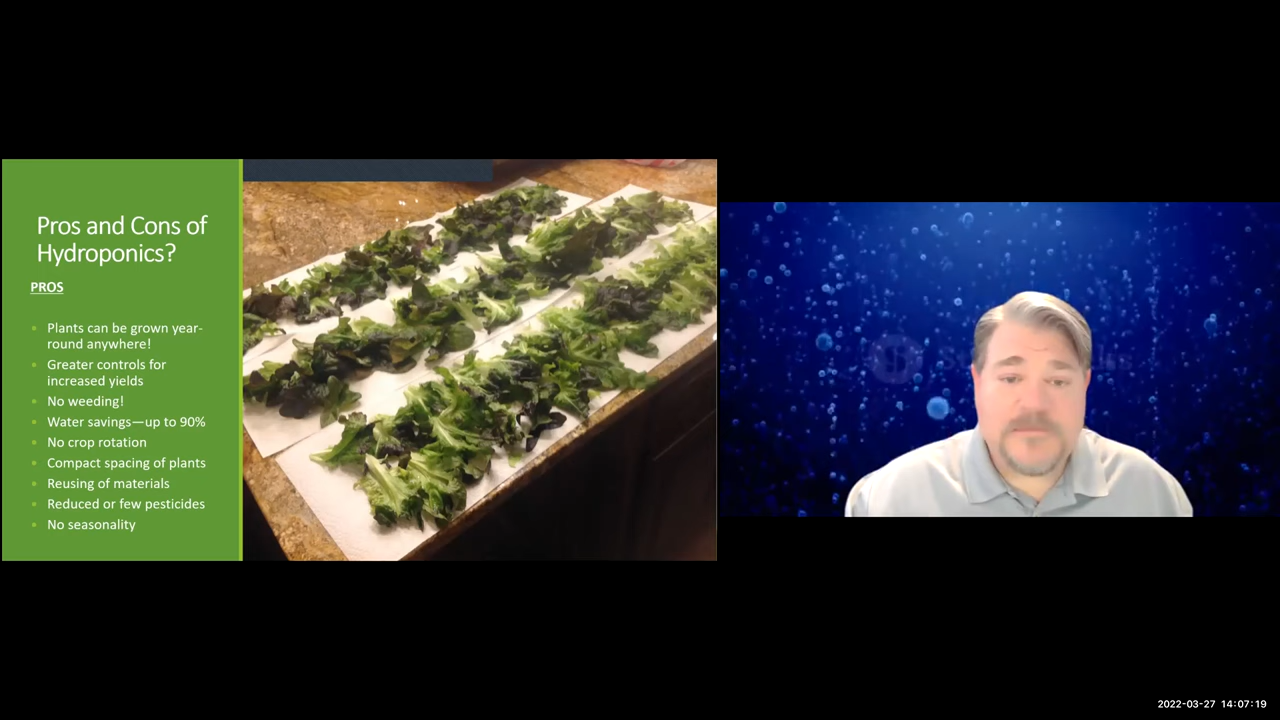 Pros and Cons of
Hydroponics?
PROS
Plants can be grown year-
round anywhere!
Greater controls for
increased yields
No weeding!
Water savings—up to 90%
No crop rotation
Compact spacing of plants
Reusing of materials
Reduced or few pesticides
No seasonality
2022-03-27 14:07:19